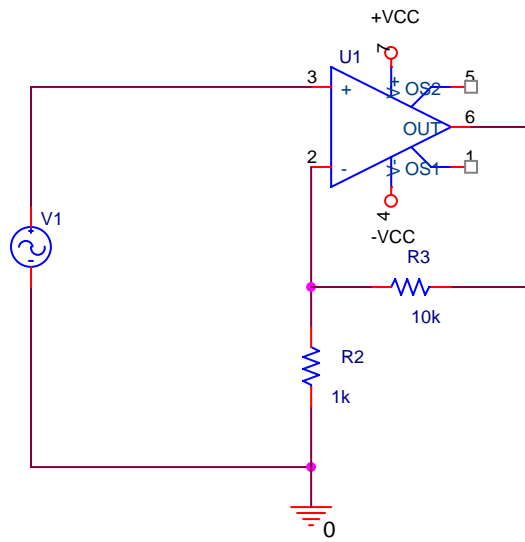 +VCC
U1
7
3
+
V+
OS2
5
OUT
6
2
-
V-
OS1
1
4
-VCC
V1
+
-
R3
10k
R2
1k
0